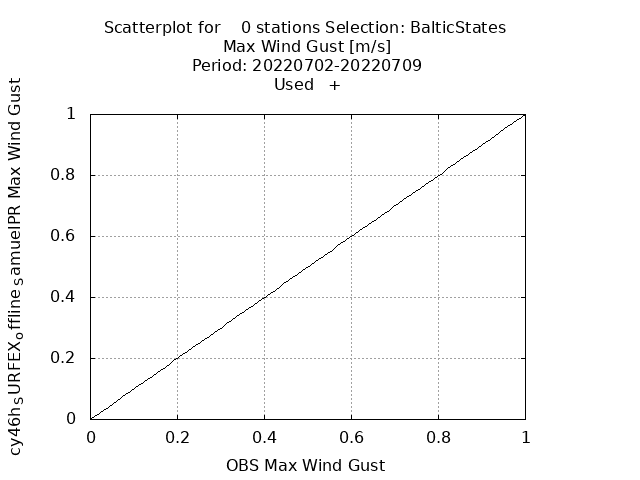 Scatterplot for    0 stations Selection: BalticStates
Max Wind Gust [m/s]
Period: 20220702-20220709
Used   +
cy46h_SURFEX_offline_samuelPR Max Wind Gust
1
0.8
0.6
0.4
0.2
0
0 0.2 0.4 0.6 0.8 1
OBS Max Wind Gust